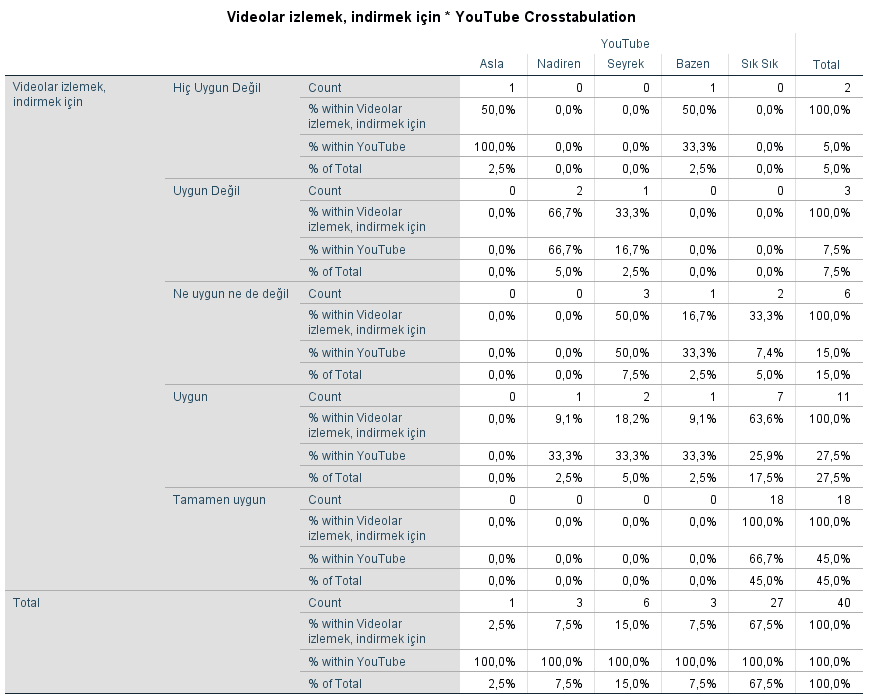 Videolar izlemek, indirmek için * YouTube Crosstabulation
YouTube
Asla Nadiren Seyrek Bazen Sık Sık Total
Videolar izlemek, indirmek için Hiç Uygun Değil Count 1 0 0 1 0 2
% within Videolar izlemek, indirmek için 50,0% 0,0% 0,0% 50,0% 0,0% 100,0%
% within YouTube 100,0% 0,0% 0,0% 33,3% 0,0% 5,0%
% of Total 2,5% 0,0% 0,0% 2,5% 0,0% 5,0%
Uygun Değil Count 0 2 1 0 0 3
% within Videolar izlemek, indirmek için 0,0% 66,7% 33,3% 0,0% 0,0% 100,0%
% within YouTube 0,0% 66,7% 16,7% 0,0% 0,0% 7,5%
% of Total 0,0% 5,0% 2,5% 0,0% 0,0% 7,5%
Ne uygun ne de değil Count 0 0 3 1 2 6
% within Videolar izlemek, indirmek için 0,0% 0,0% 50,0% 16,7% 33,3% 100,0%
% within YouTube 0,0% 0,0% 50,0% 33,3% 7,4% 15,0%
% of Total 0,0% 0,0% 7,5% 2,5% 5,0% 15,0%
Uygun Count 0 1 2 1 7 11
% within Videolar izlemek, indirmek için 0,0% 9,1% 18,2% 9,1% 63,6% 100,0%
% within YouTube 0,0% 33,3% 33,3% 33,3% 25,9% 27,5%
% of Total 0,0% 2,5% 5,0% 2,5% 17,5% 27,5%
Tamamen uygun Count 0 0 0 0 18 18
% within Videolar izlemek, indirmek için 0,0% 0,0% 0,0% 0,0% 100,0% 100,0%
% within YouTube 0,0% 0,0% 0,0% 0,0% 66,7% 45,0%
% of Total 0,0% 0,0% 0,0% 0,0% 45,0% 45,0%
Total Count 1 3 6 3 27 40
% within Videolar izlemek, indirmek için 2,5% 7,5% 15,0% 7,5% 67,5% 100,0%
% within YouTube 100,0% 100,0% 100,0% 100,0% 100,0% 100,0%
% of Total 2,5% 7,5% 15,0% 7,5% 67,5% 100,0%